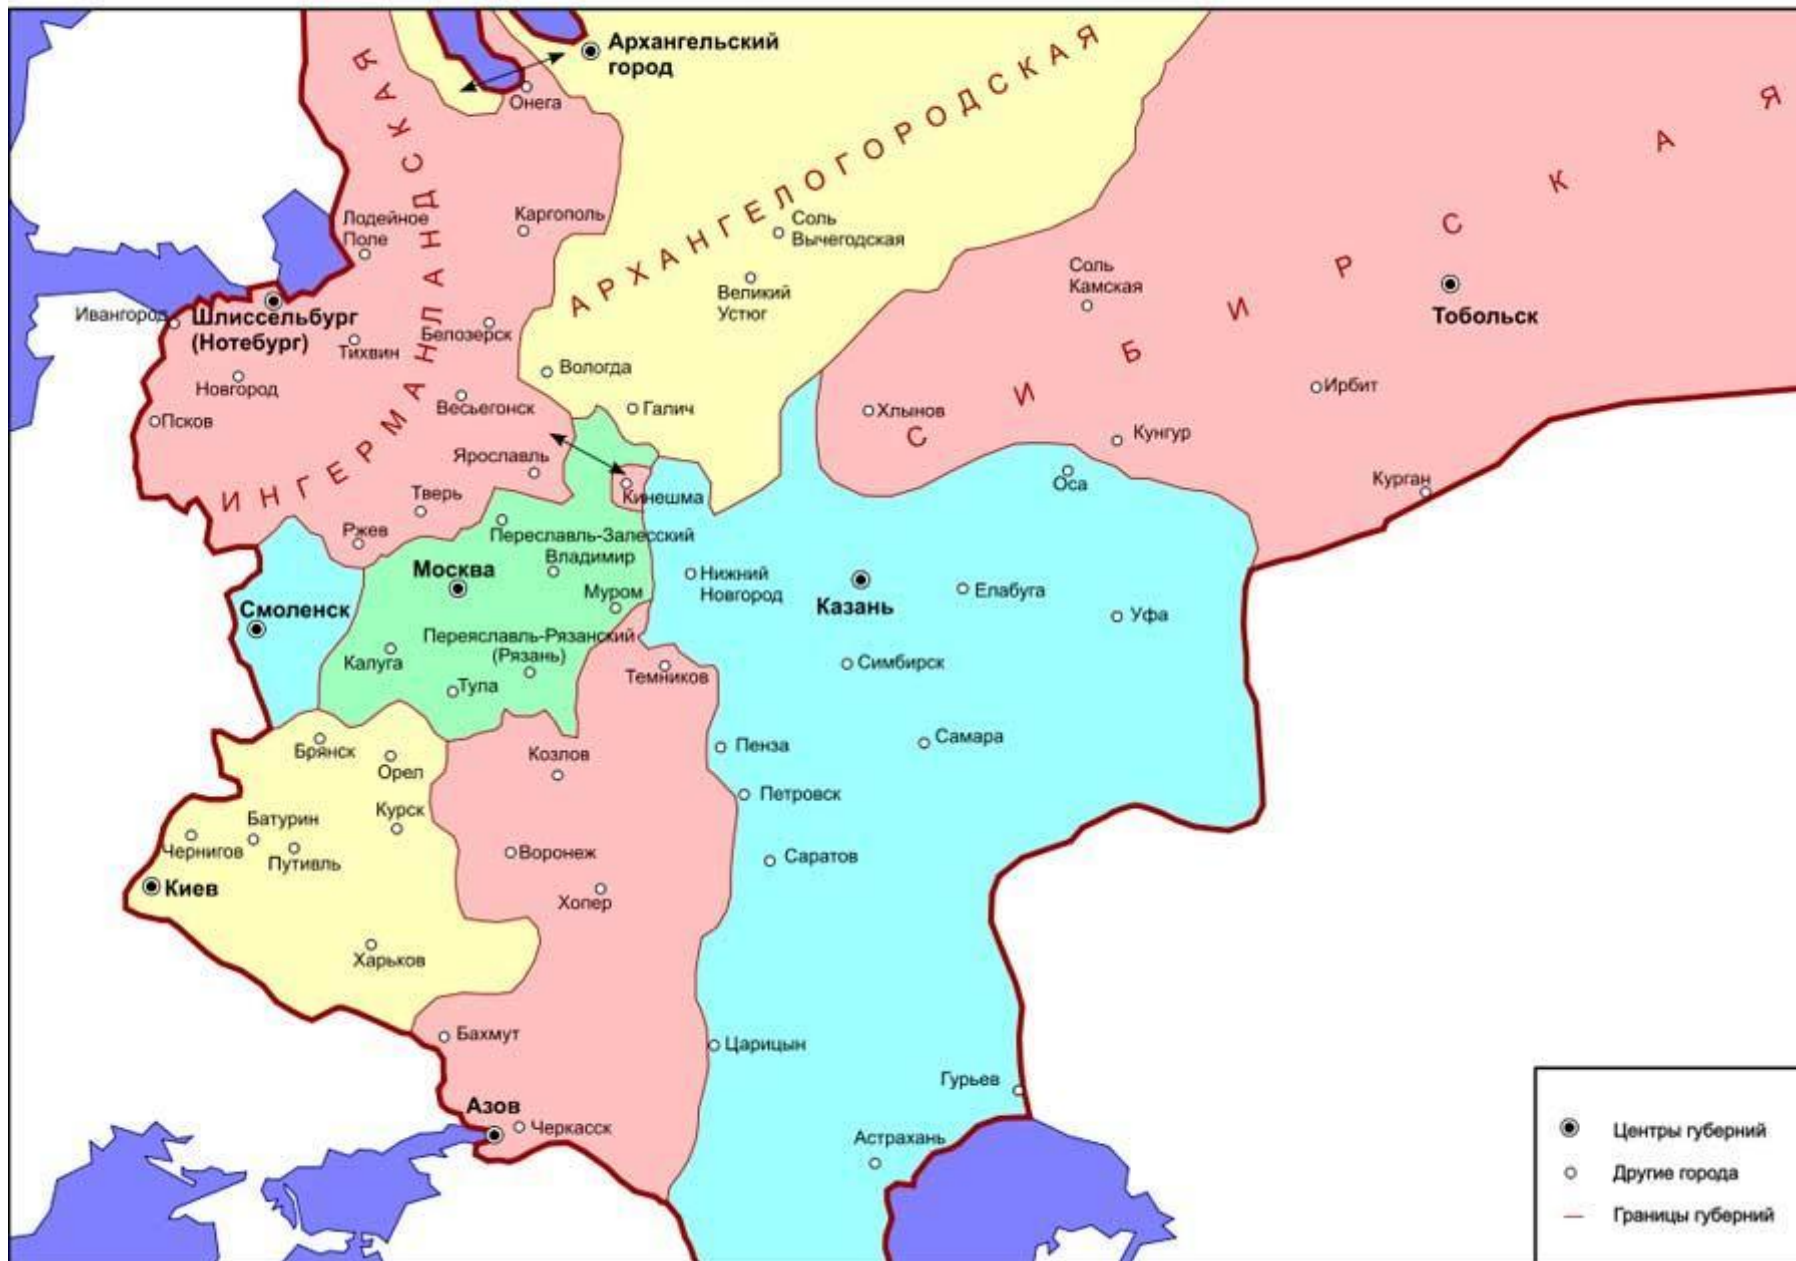 Архангельский
город
Онега
ИНГЕРМАНЛАНДСКАЯ
АРХАНГЕЛОГОРОДСКАЯ
СИБИРСКАЯ
Лодейное
Поле
Каргополь
Соль
Вычегодская
Великий
Устюг
Соль
Камская
Тобольск
Ивангород
Шлиссельбург
(Нотебург)
Тихвин
Белозерск
Новгород
Вологда
Ирбит
Псков
Весьегонск
Галич
Хлынов
Кунгур
Ярославль
Оса
Курган
Тверь
Кинешма
Ржев
Переславль-Залесский
Владимир
Москва
Нижний
Новгород
Казань
Елабуга
Муром
Смоленск
Уфа
Переяславль-Рязанский
(Рязань)
Калуга
Темников
Симбирск
Тула
Брянск
Орел
Козлов
Пенза
Самара
Петровск
Курск
Батурин
Чернигов
Путивль
Воронеж
Саратов
Киев
Хопер
Харьков
Бахмут
Царицын
Гурьев
Азов
Черкасск
Астрахань
Центры губерний
Другие города
Границы губерний